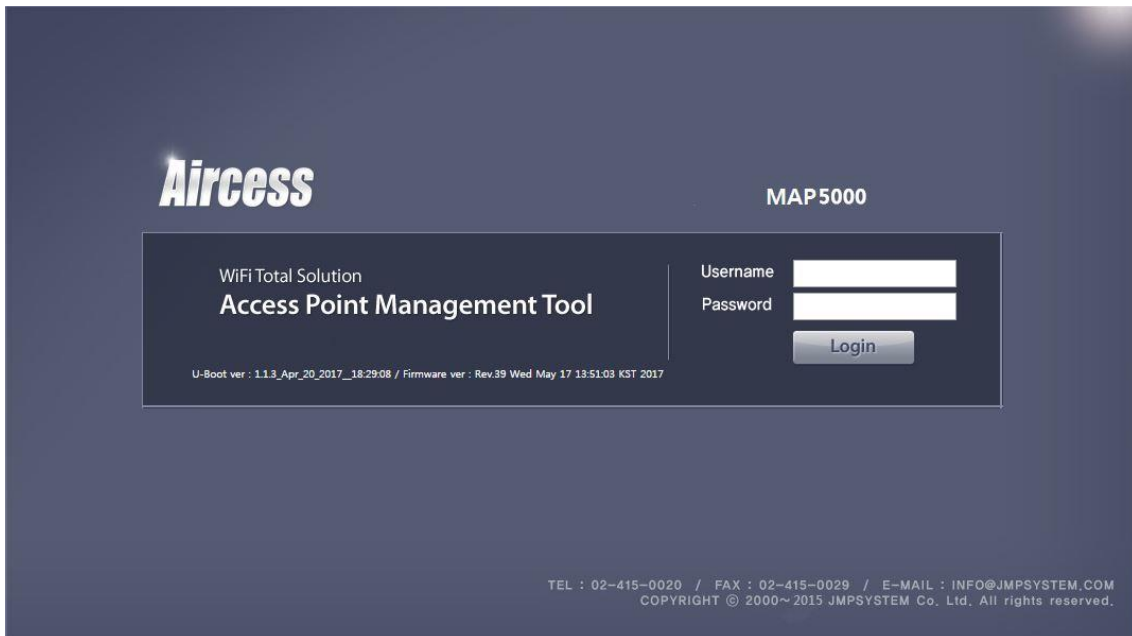 Aircess
MAP5000
WiFi Total Solution
Access Point Management Tool
U-Boot ver : 1.1.3_Apr_20_2017__18:29:08 / Firmware ver : Rev.39 Wed May 17 13:51:03 KST 2017
Username
Password
Login
TEL : 02-415-0020 / FAX : 02-415-0029 / E-MAIL : INFO@JMPSYSTEM.COM
COPYRIGHT ⓒ 2000~2015 JMPSYSTEM Co. Ltd. All rights reserved.